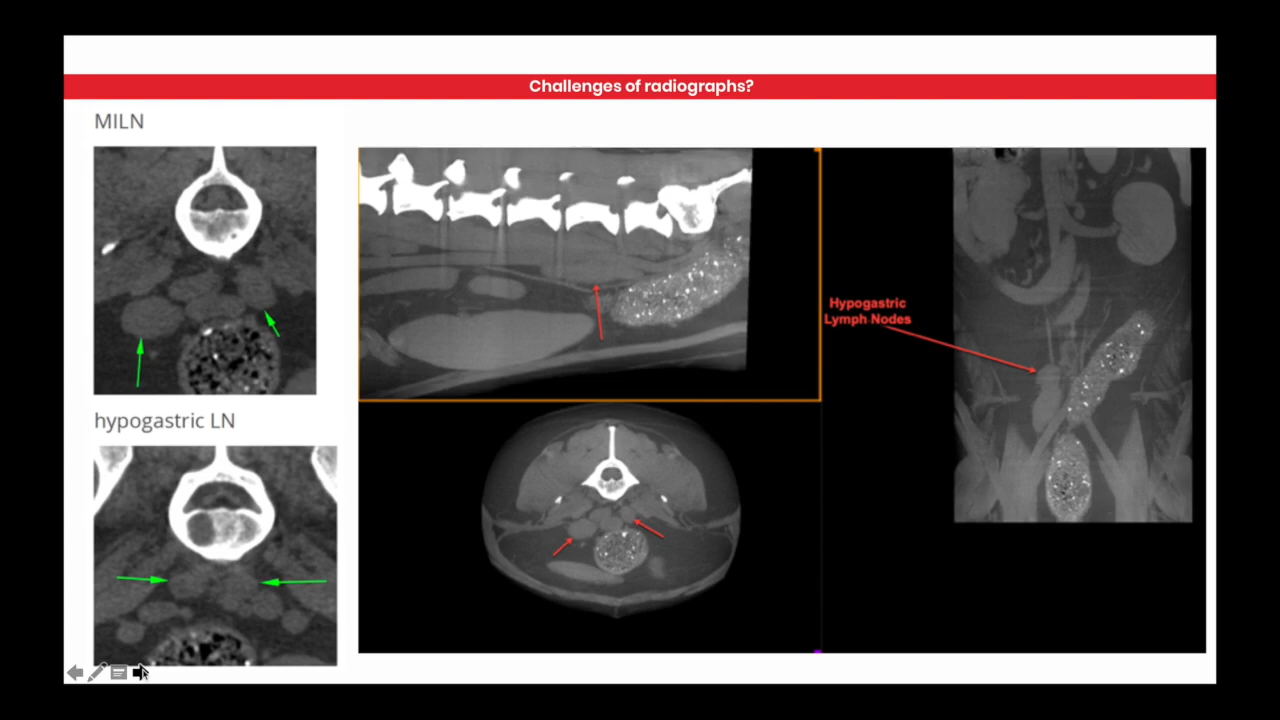 Challenges of radiographs?
MILN
hypogastric LN
Hypogastric
Lymph Nodes